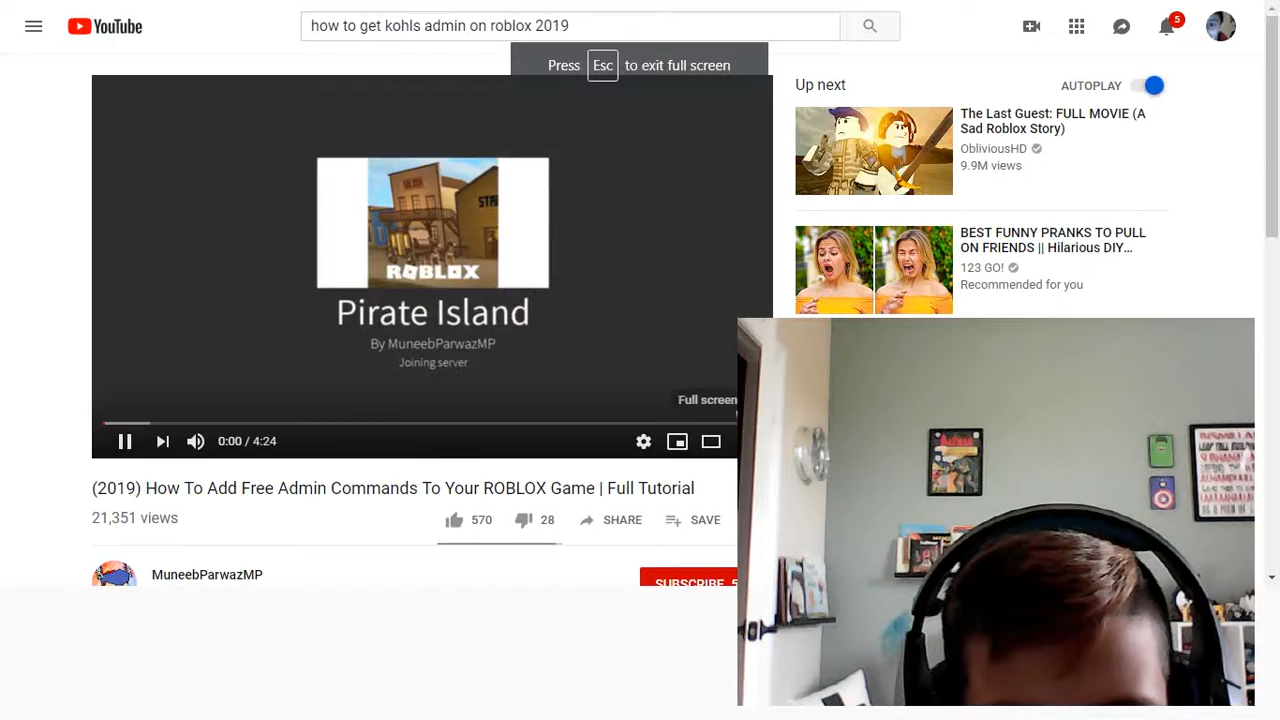 YouTube
how to get kohls admin on roblox 2019
5
Press Esc to exit full screen
Up next
AUTOPLAY
The Last Guest: FULL MOVIE (A
Sad Roblox Story)
ObliviousHD
9.9M views
BEST FUNNY PRANKS TO PULL
ON FRIENDS || Hilarious DIY...
123 GO!
Recommended for you
STA
ROBLOX
Pirate Island
By MuneebParwazMP
Joining server
Full screen
0:00 / 4:24
(2019) How To Add Free Admin Commands To Your ROBLOX Game | Full Tutorial
21,351 views
570
28
SHARE
SAVE
MuneebParwazMP
SUBSCRIBE 5